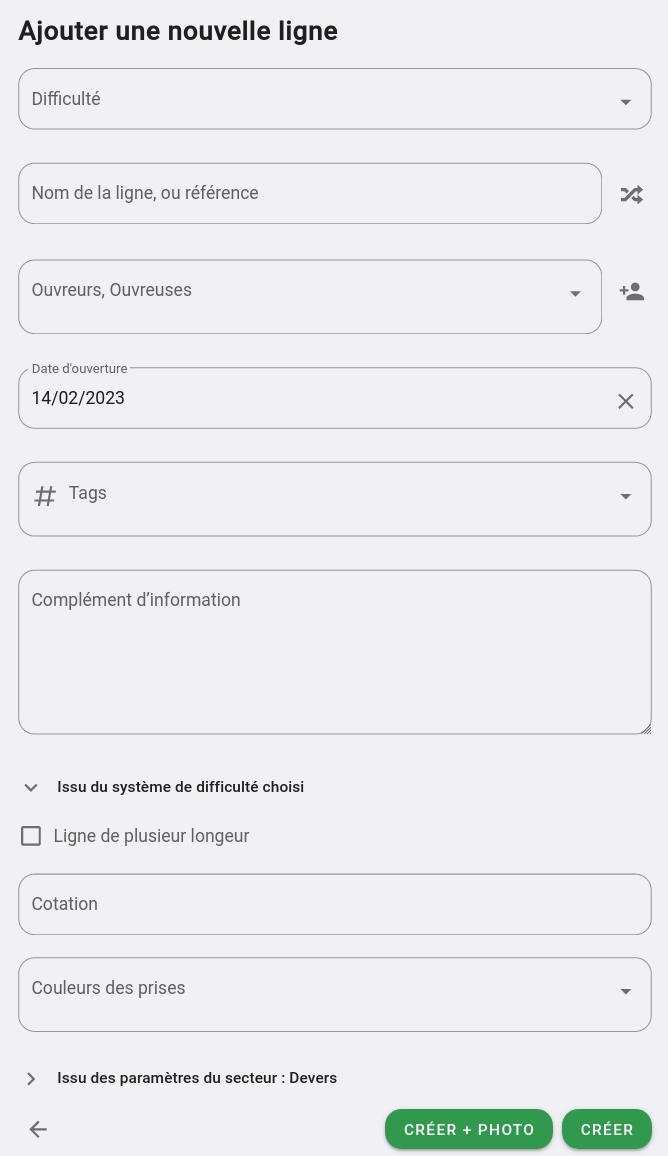 Ajouter une nouvelle ligne
Difficulté
Nom de la ligne, ou référence
Ouvreurs, Ouvreuses
Date d'ouverture
14/02/2023
Tags
Complément d’information
Issu du système de difficulté choisi
Ligne de plusieur longeur
Cotation
Couleurs des prises
Issu des paramètres du secteur : Devers
CRÉER + PHOTO
CRÉER